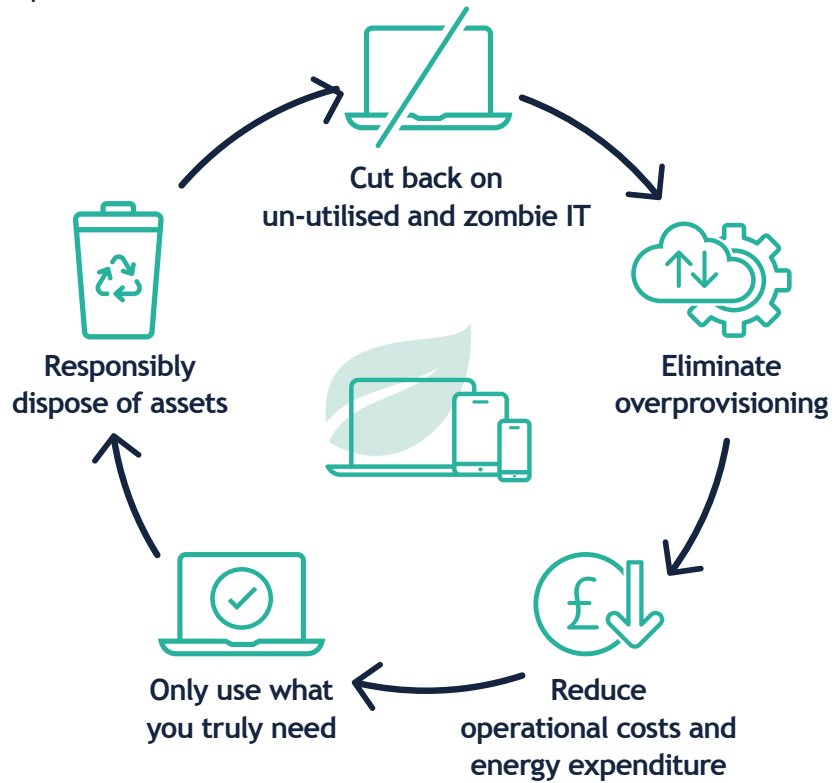 Cut back on
un-utilised and zombie IT
Eliminate
overprovisioning
£
Reduce
operational costs and
energy expenditure
Only use what
you truly need
Responsibly
dispose of assets